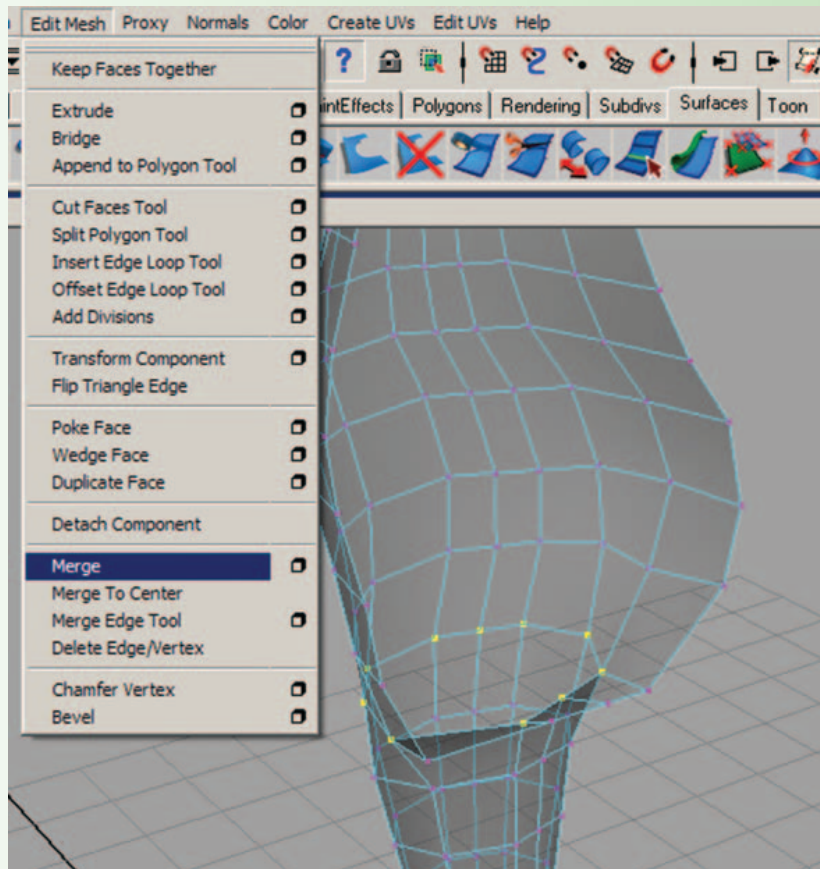 Edit Mesh Proxy Normals Color Create UVs Edit UVs Help
Keep Faces Together
?
intEffects Polygons Rendering Subdivs Surfaces Toon
Extrude
Bridge
Append to Polygon Tool
Cut Faces Tool
Split Polygon Tool
Insert Edge Loop Tool
Offset Edge Loop Tool
Add Divisions
Transform Component
Flip Triangle Edge
Poke Face
Wedge Face
Duplicate Face
Detach Component
Merge
Merge To Center
Merge Edge Tool
Delete Edge/Vertex
Chamfer Vertex
Bevel